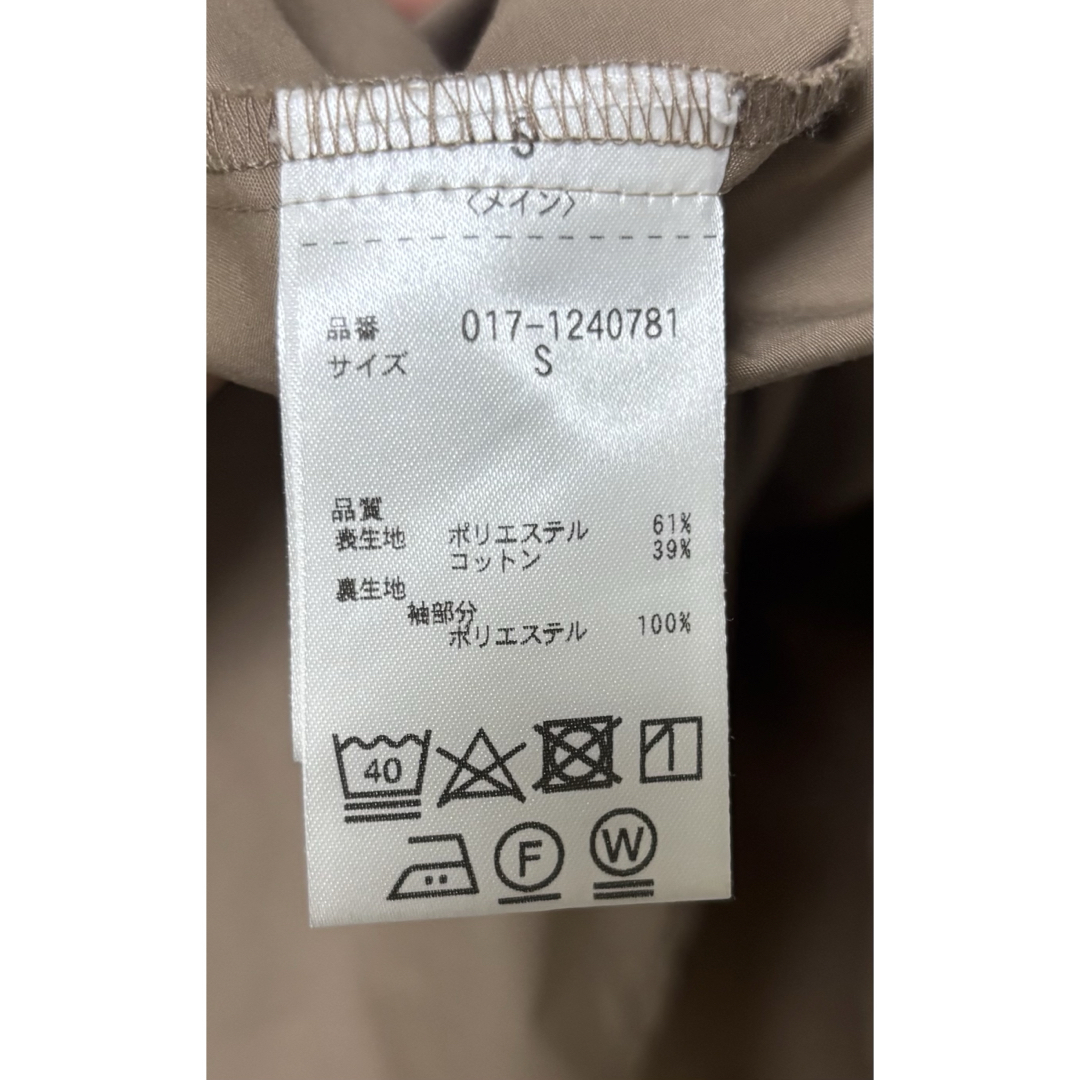 S
〈メイン〉
品番 017-1240781
サイズ S
品質
表生地 ポリエステル 61%
コットン 39%
裏生地
袖部分
ポリエステル 100%
40
F W